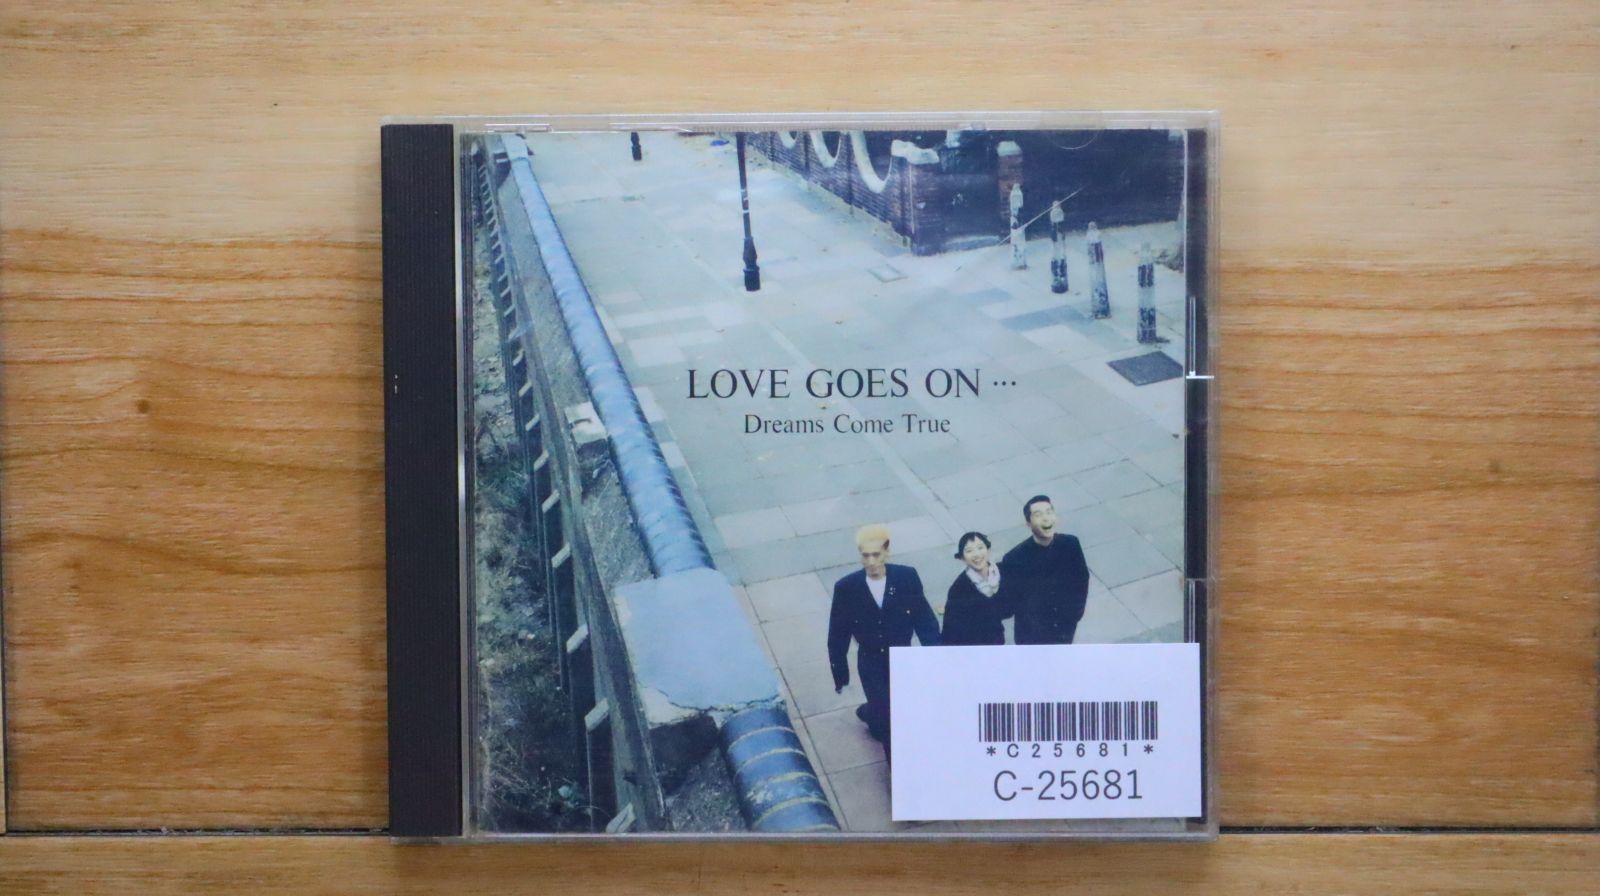 LOVE GOES ON…
Dreams Come True
*C25681*
C-25681